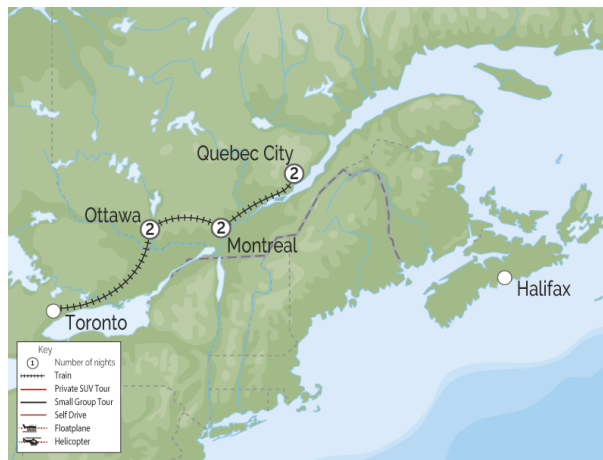 Quebec City
2
Ottawa
2
2
Montreal
Halifax
Toronto
Key
1 Number of nights
Train
Private SUV Tour
Small Group Tour
Self Drive
Floatplane
Helicopter